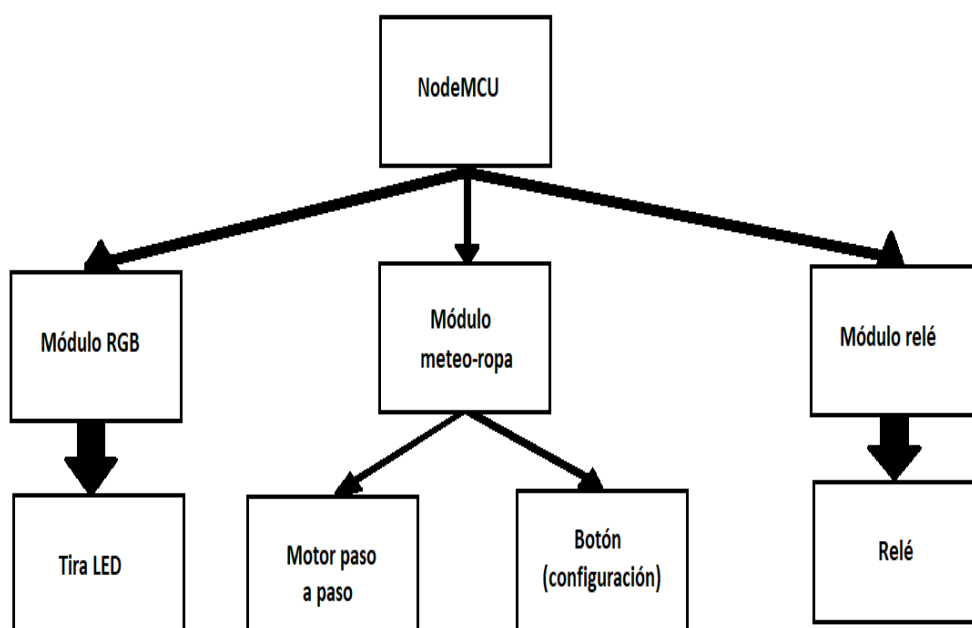 NodeMCU
Módulo RGB
Módulo
meteo-ropa
Módulo relé
Tira LED
Motor paso
a paso
Botón
(configuración)
Relé